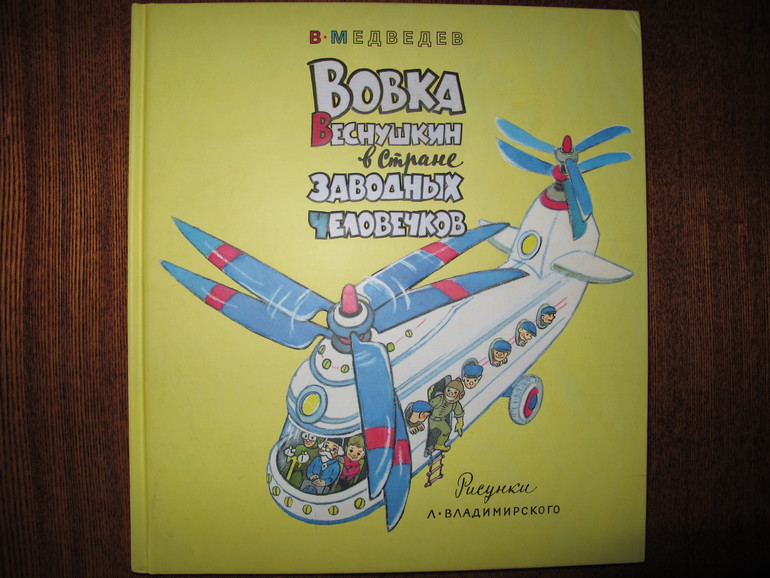 В·МЕДВЕДЕВ
ВОВКА
ВЕСНУШКИН
в Стране
ЗАВОДНЫХ
ЧЕЛОВЕЧКОВ
Рисунки
Л·ВЛАДИМИРСКОГО